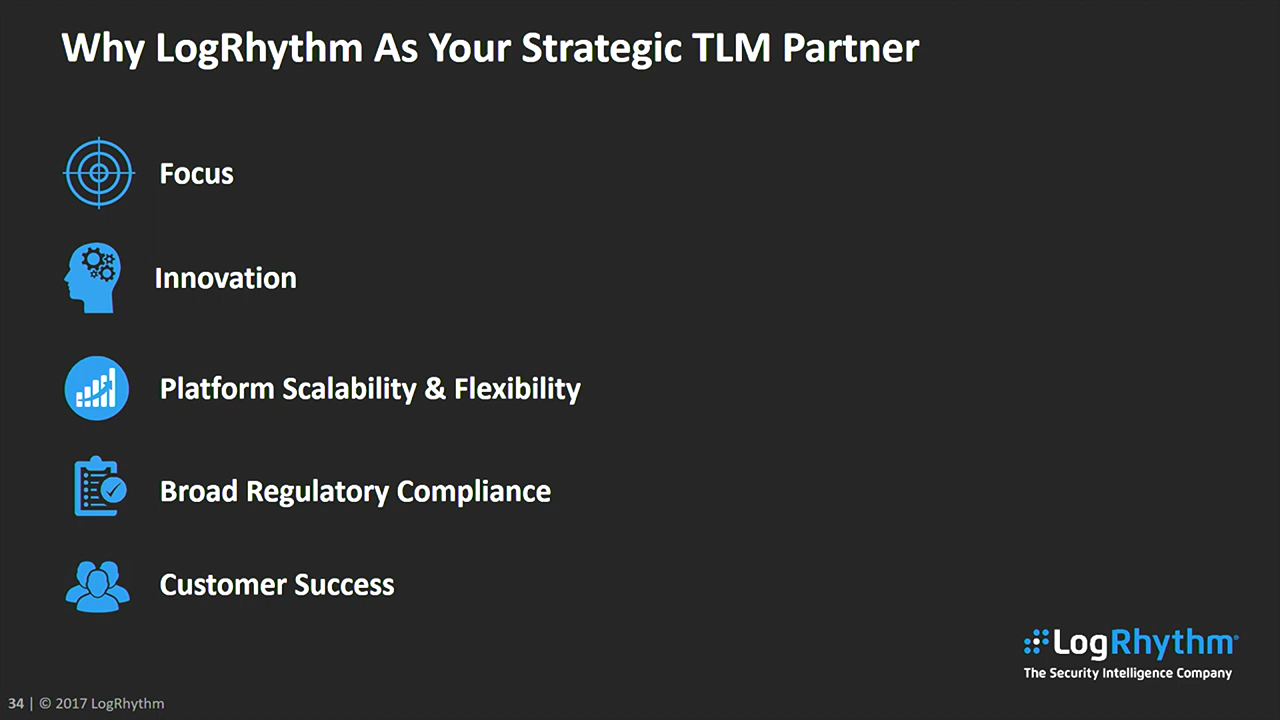 Why LogRhythm As Your Strategic TLM Partner
Focus
Innovation
Platform Scalability & Flexibility
Broad Regulatory Compliance
Customer Success
LogRhythm®
The Security Intelligence Company
34 | © 2017 LogRhythm